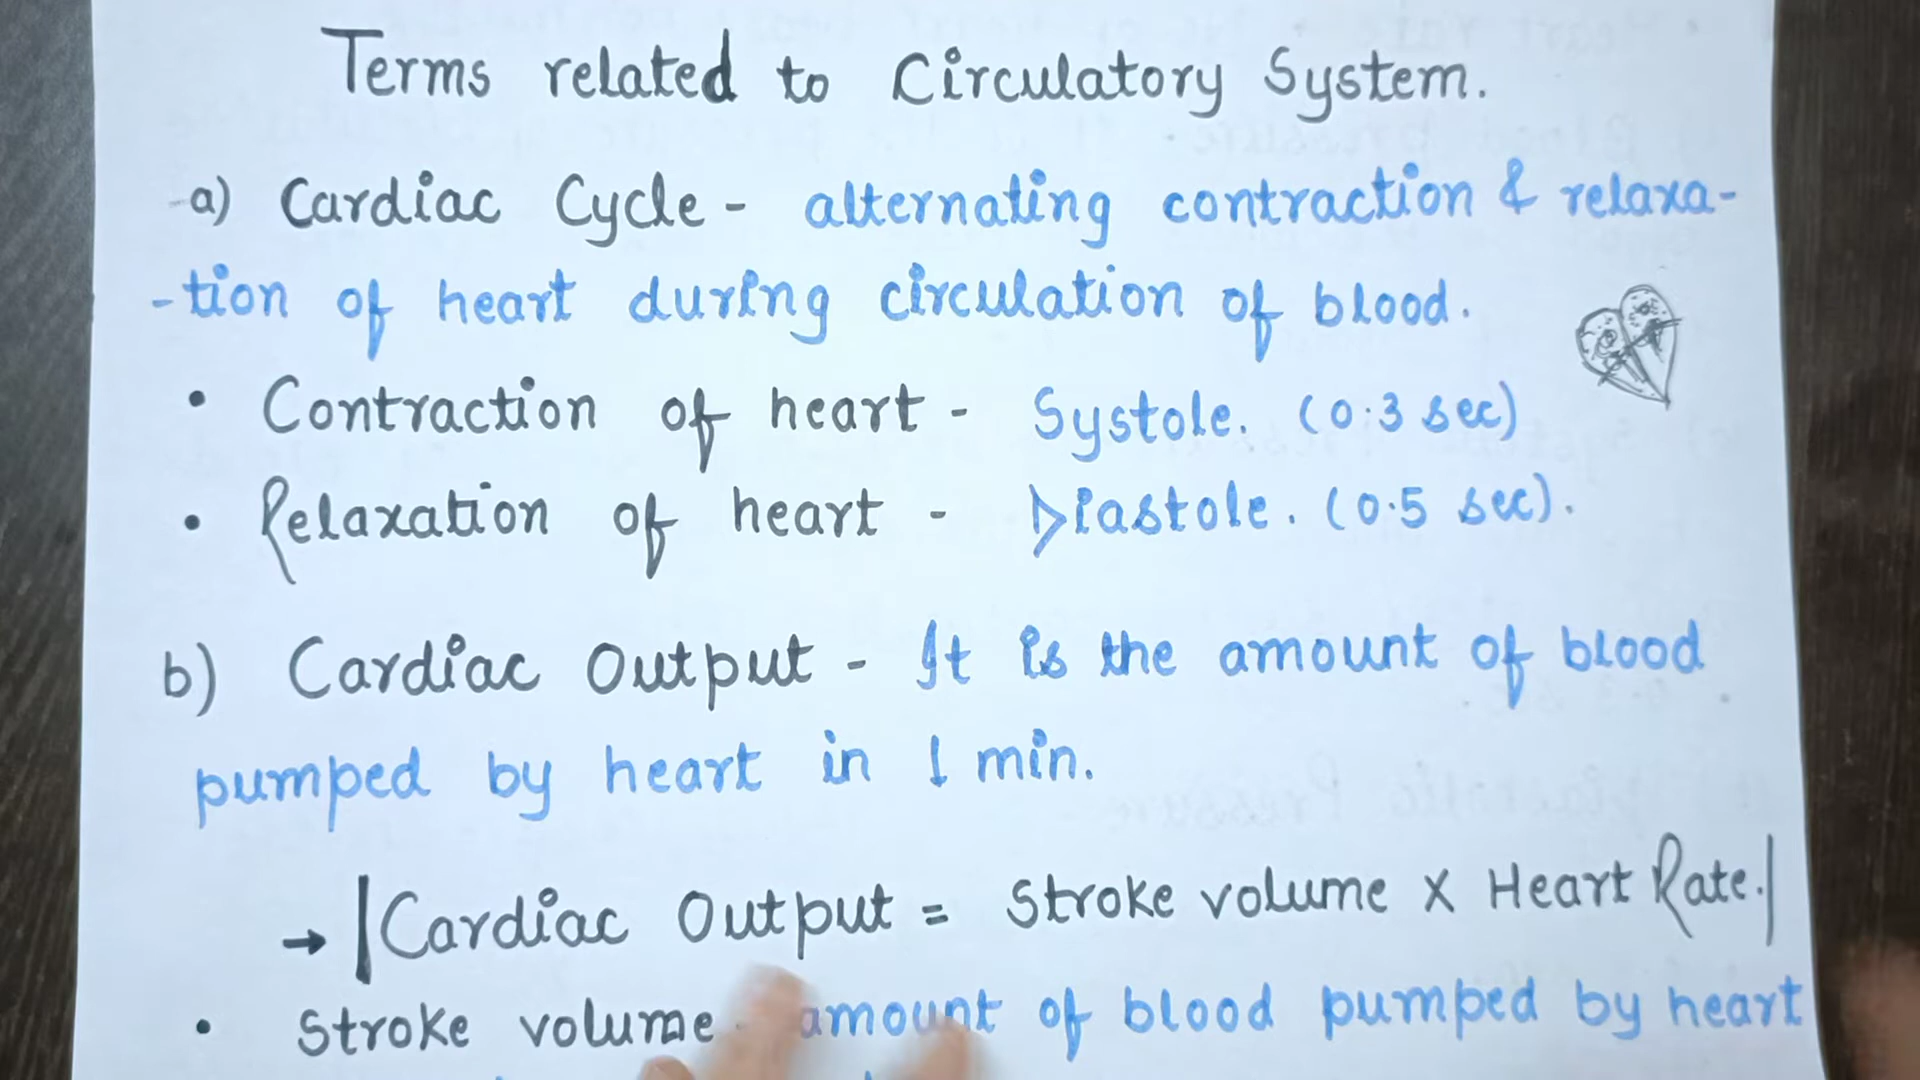 Terms related to Circulatory System.
a) Cardiac Cycle - alternating contraction & relaxa-
-tion of heart during circulation of blood.
• Contraction of heart - Systole. (0.3 sec)
• Relaxation of heart - Diastole. (0.5 sec).
b) Cardiac Output - It is the amount of blood
pumped by heart in 1 min.
→ |Cardiac Output = Stroke volume X Heart Rate.|
• Stroke volume - amount of blood pumped by heart